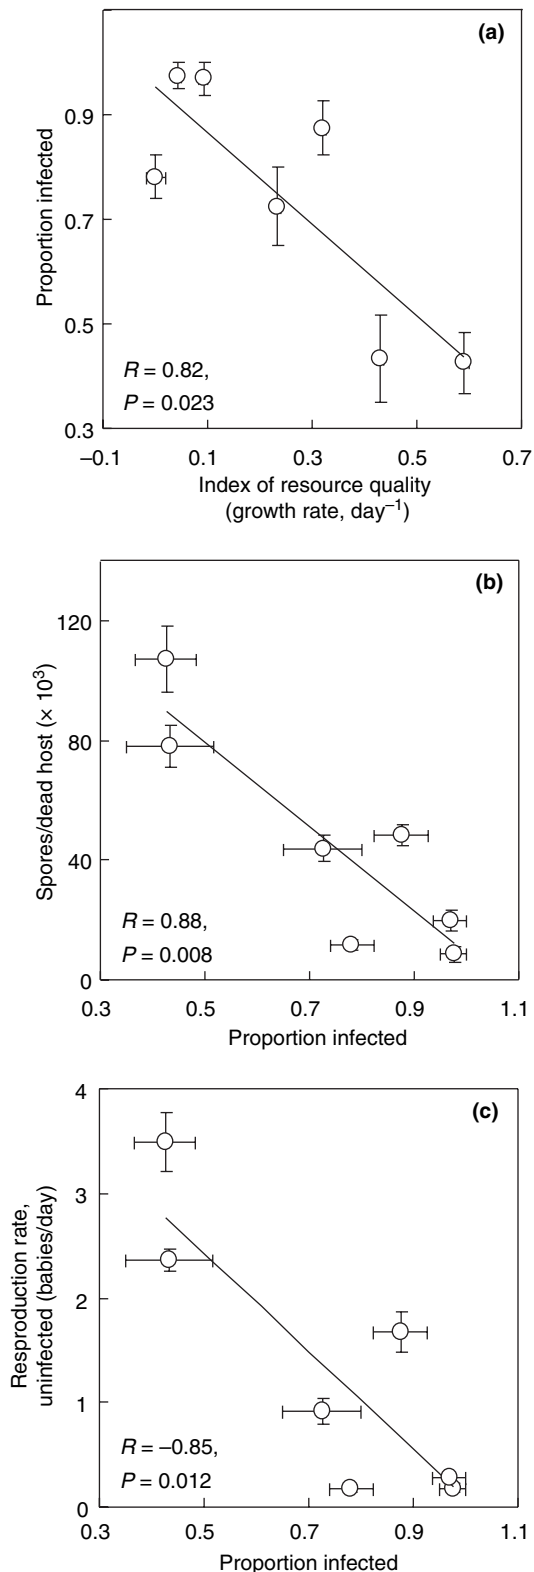 (a)
Proportion infected
0.9
0.7
0.5
0.3
R = 0.82,
P = 0.023
–0.1 0.1 0.3 0.5 0.7
Index of resource quality
(growth rate, day–1)
(b)
Spores/dead host (× 103)
120
80
40
0
R = 0.88,
P = 0.008
0.3 0.5 0.7 0.9 1.1
Proportion infected
(c)
Resproduction rate,
uninfected (babies/day)
4
3
2
1
0
R = –0.85,
P = 0.012
0.3 0.5 0.7 0.9 1.1
Proportion infected